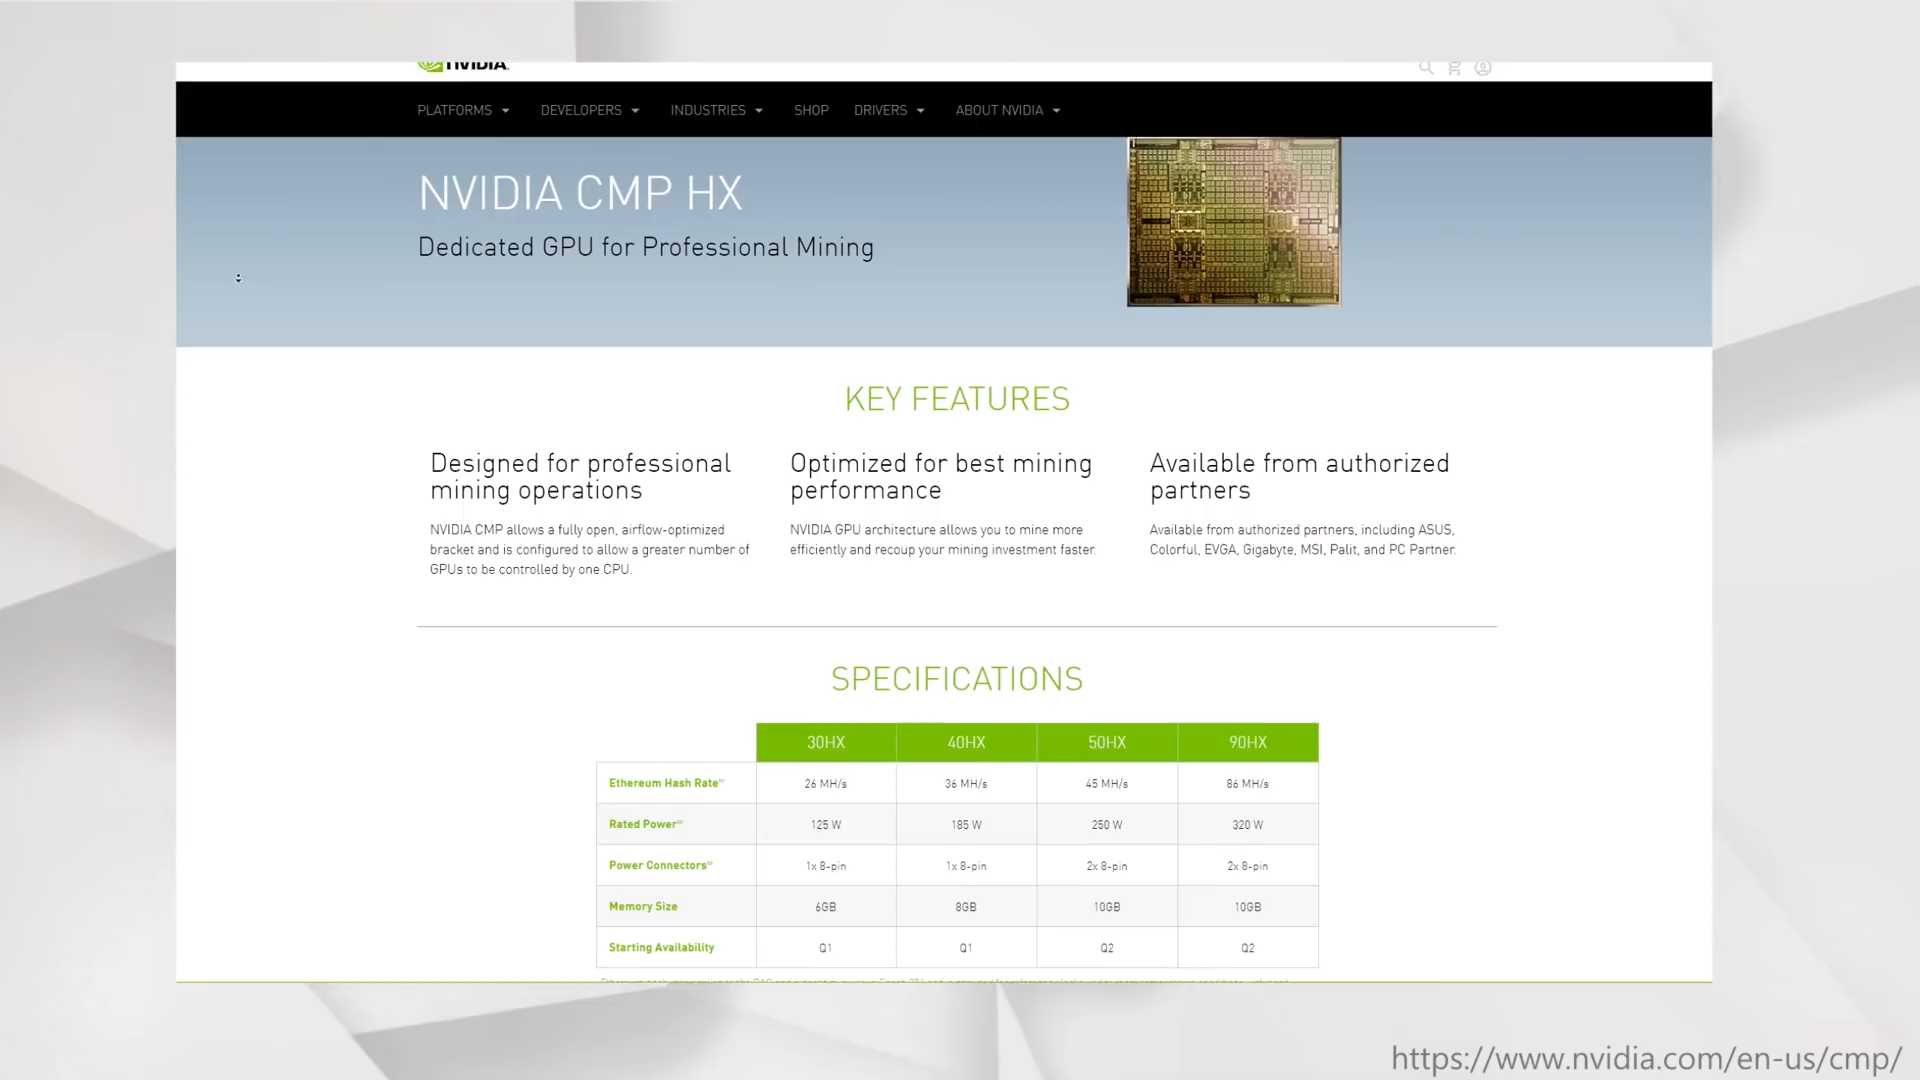 NVIDIA
PLATFORMS DEVELOPERS INDUSTRIES SHOP DRIVERS ABOUT NVIDIA
NVIDIA CMP HX
Dedicated GPU for Professional Mining
KEY FEATURES
Designed for professional
mining operations
NVIDIA CMP allows a fully open, airflow-optimized
bracket and is configured to allow a greater number of
GPUs to be controlled by one CPU.
Optimized for best mining
performance
NVIDIA GPU architecture allows you to mine more
efficiently and recoup your mining investment faster.
Available from authorized
partners
Available from authorized partners, including ASUS,
Colorful, EVGA, Gigabyte, MSI, Palit, and PC Partner.
SPECIFICATIONS
30HX 40HX 50HX 90HX
Ethereum Hash Rate 26 MH/s 36 MH/s 45 MH/s 86 MH/s
Rated Power 125 W 185 W 250 W 320 W
Power Connectors 1x 8-pin 1x 8-pin 2x 8-pin 2x 8-pin
Memory Size 6GB 8GB 10GB 10GB
Starting Availability Q1 Q1 Q2 Q2
https://www.nvidia.com/en-us/cmp/